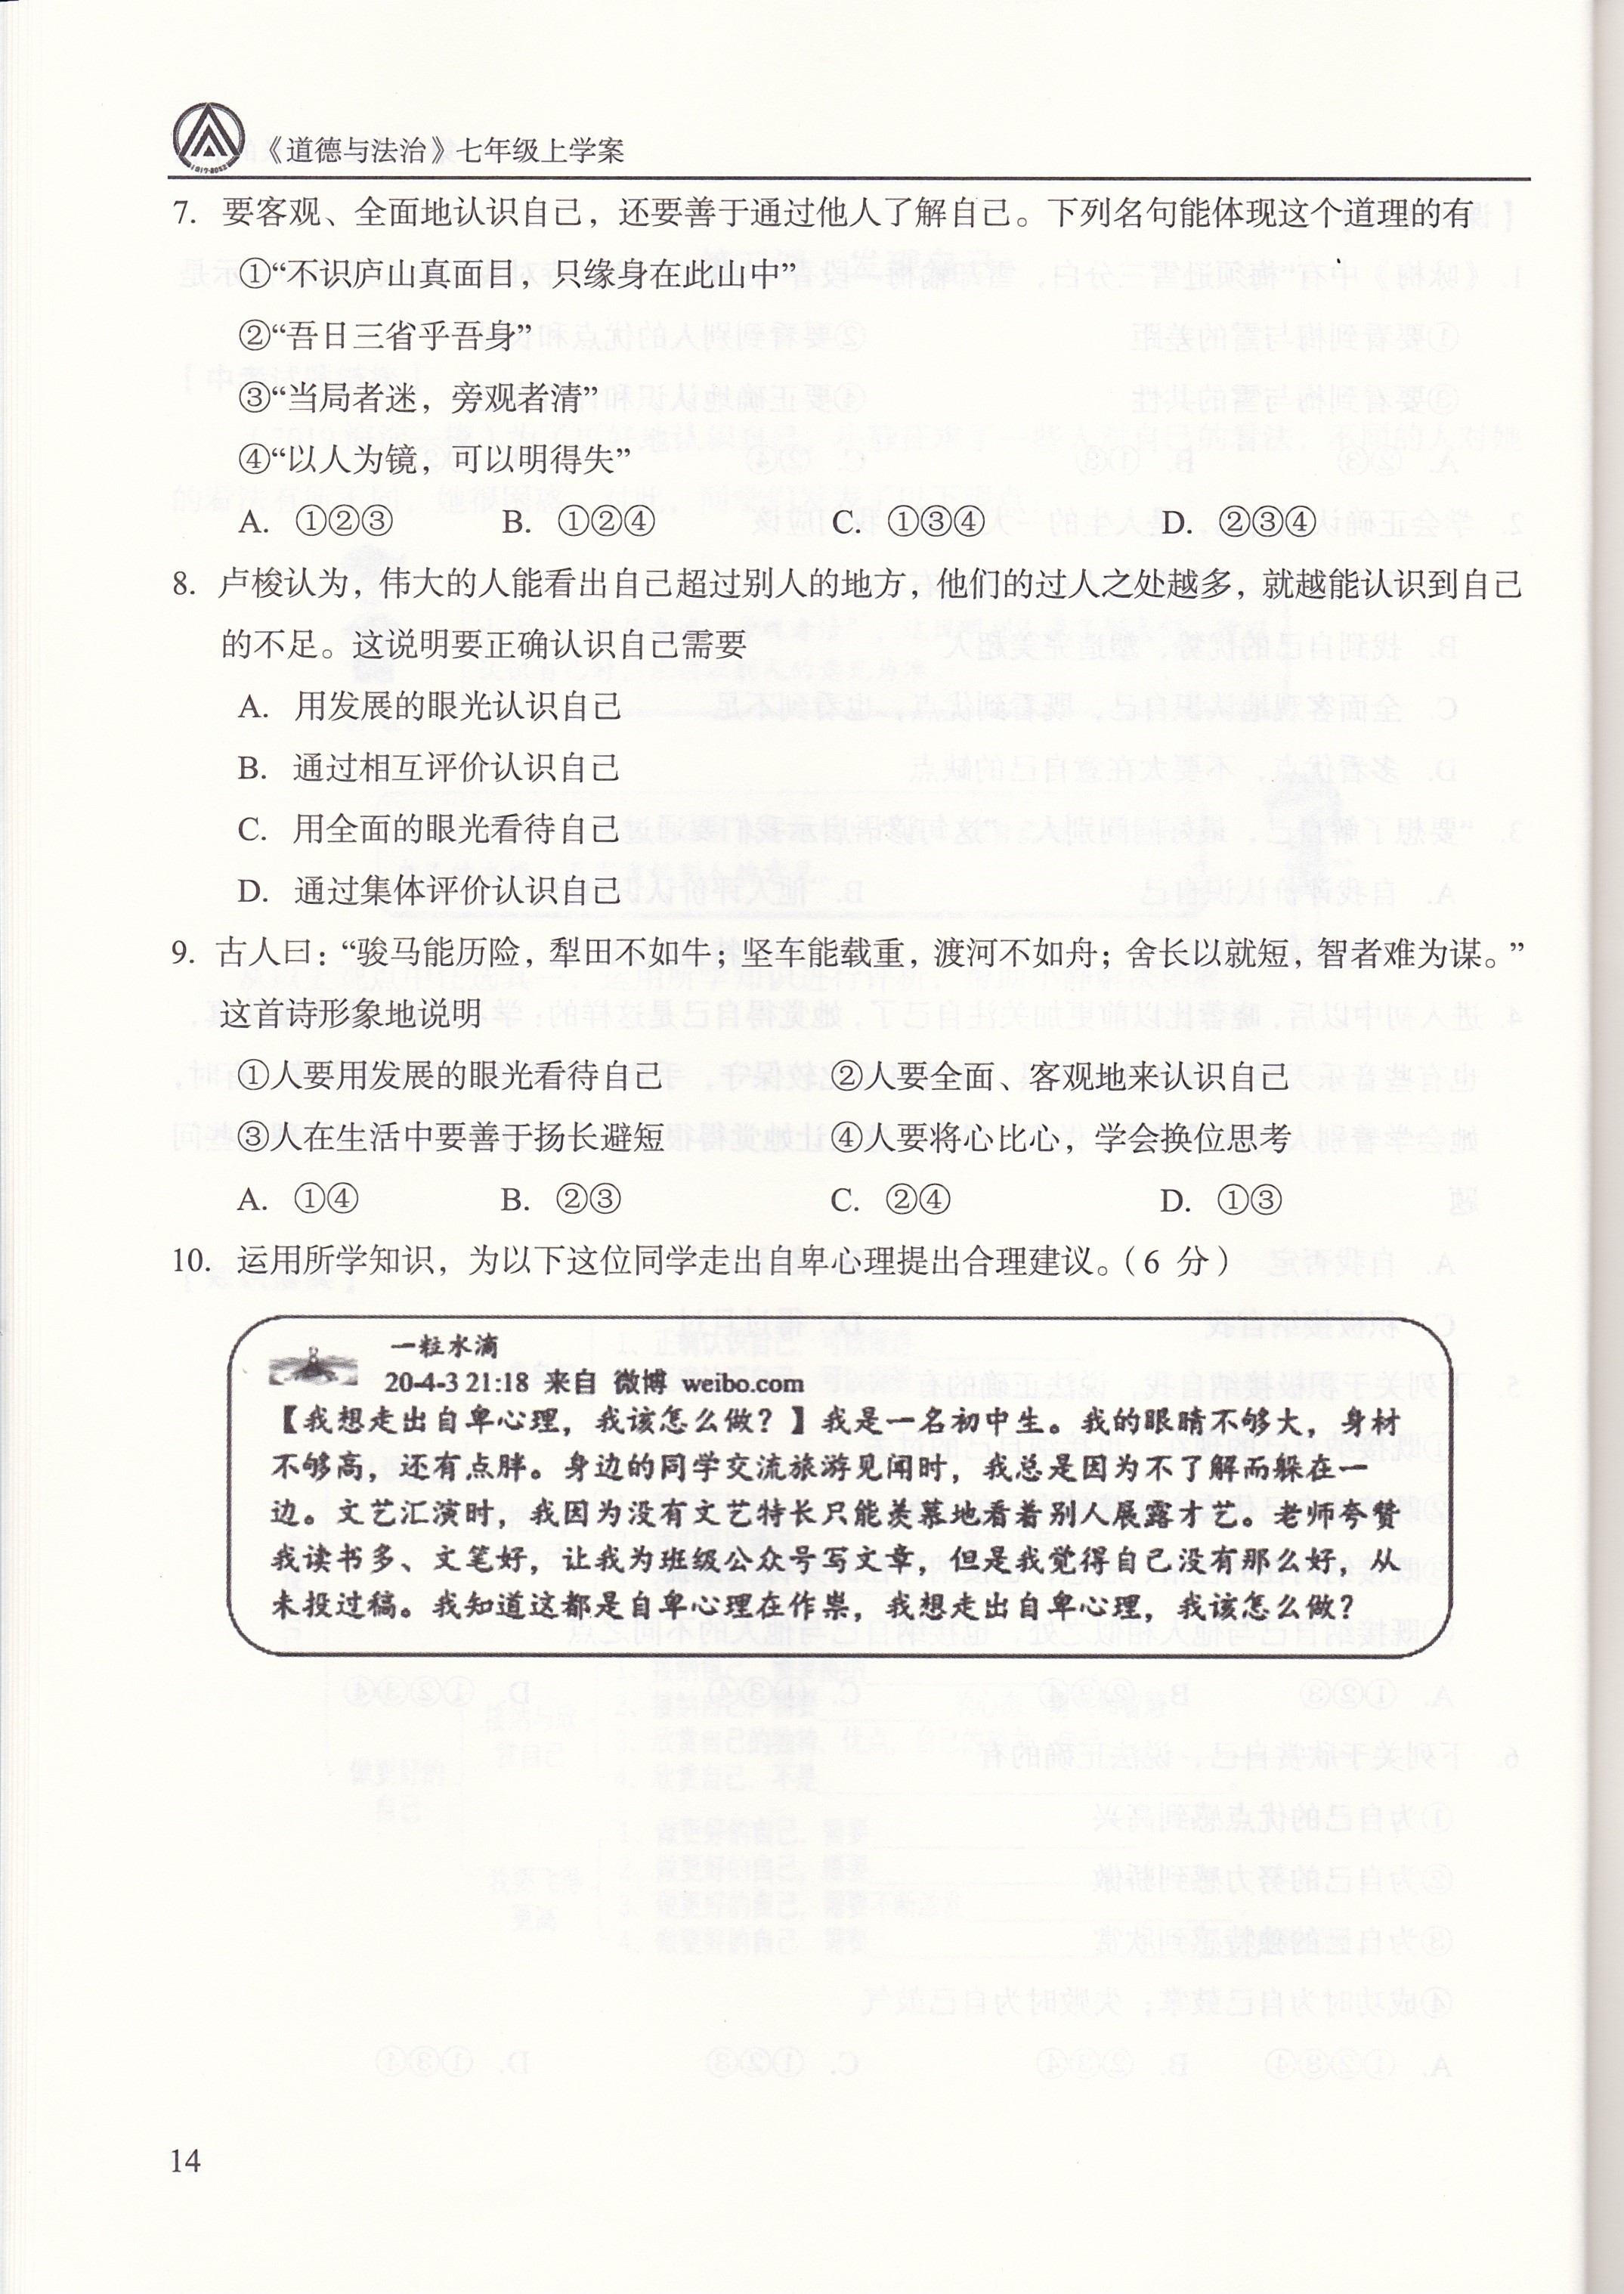 《道德与法治》七年级上学案
7. 要客观、全面地认识自己，还要善于通过他人了解自己。下列名句能体现这个道理的有
①“不识庐山真面目，只缘身在此山中”
②“吾日三省乎吾身”
③“当局者迷，旁观者清”
④“以人为镜，可以明得失”
A. ①②③ B. ①②④ C. ①③④ D. ②③④
8. 卢梭认为，伟大的人能看出自己超过别人的地方，他们的过人之处越多，就越能认识到自己
的不足。这说明要正确认识自己需要
A. 用发展的眼光认识自己
B. 通过相互评价认识自己
C. 用全面的眼光看待自己
D. 通过集体评价认识自己
9. 古人曰：“骏马能历险，犁田不如牛；坚车能载重，渡河不如舟；舍长以就短，智者难为谋。”
这首诗形象地说明
①人要用发展的眼光看待自己 ②人要全面、客观地来认识自己
③人在生活中要善于扬长避短 ④人要将心比心，学会换位思考
A. ①④ B. ②③ C. ②④ D. ①③
10. 运用所学知识，为以下这位同学走出自卑心理提出合理建议。（6 分）
一粒水滴
20-4-3 21:18 来自 微博 weibo.com
【我想走出自卑心理，我该怎么做？】我是一名初中生。我的眼睛不够大，身材
不够高，还有点胖。身边的同学交流旅游见闻时，我总是因为不了解而躲在一
边。文艺汇演时，我因为没有文艺特长只能羡慕地看着别人展露才艺。老师夸赞
我读书多、文笔好，让我为班级公众号写文章，但是我觉得自己没有那么好，从
未投过稿。我知道这都是自卑心理在作祟，我想走出自卑心理，我该怎么做？
14